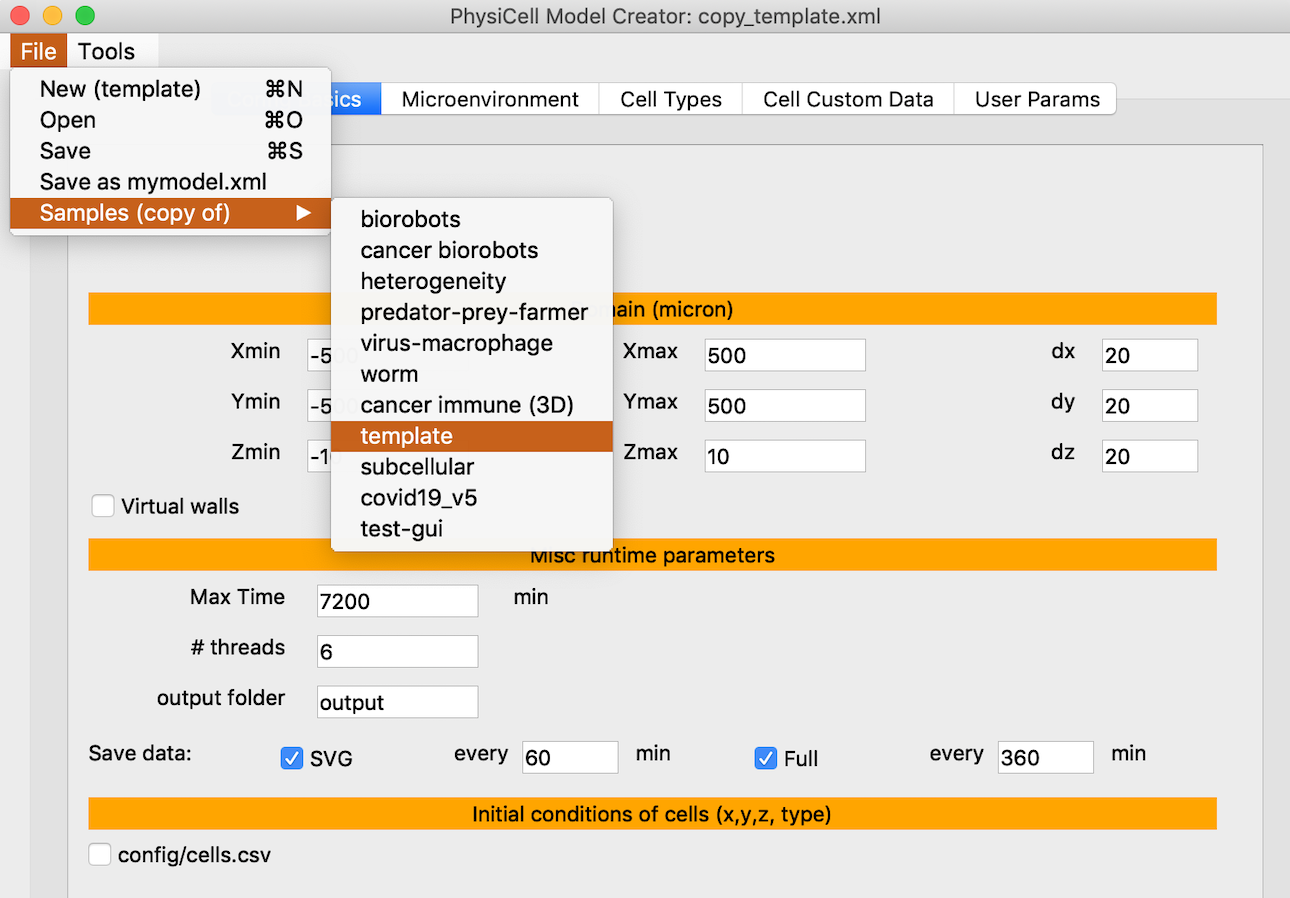 PhysiCell Model Creator: copy_template.xml
File Tools
New (template) ⌘N
Open ⌘O
Save ⌘S
Save as mymodel.xml
Samples (copy of) ▶
Microenvironment Cell Types Cell Custom Data User Params
biorobots
cancer biorobots
heterogeneity
predator-prey-farmer
virus-macrophage
worm
cancer immune (3D)
template
subcellular
covid19_v5
test-gui
(micron)
Xmin Xmax 500 dx 20
Ymin Ymax 500 dy 20
Zmin Zmax 10 dz 20
Virtual walls
Misc runtime parameters
Max Time 7200 min
# threads 6
output folder output
Save data: SVG every 60 min Full every 360 min
Initial conditions of cells (x,y,z, type)
config/cells.csv